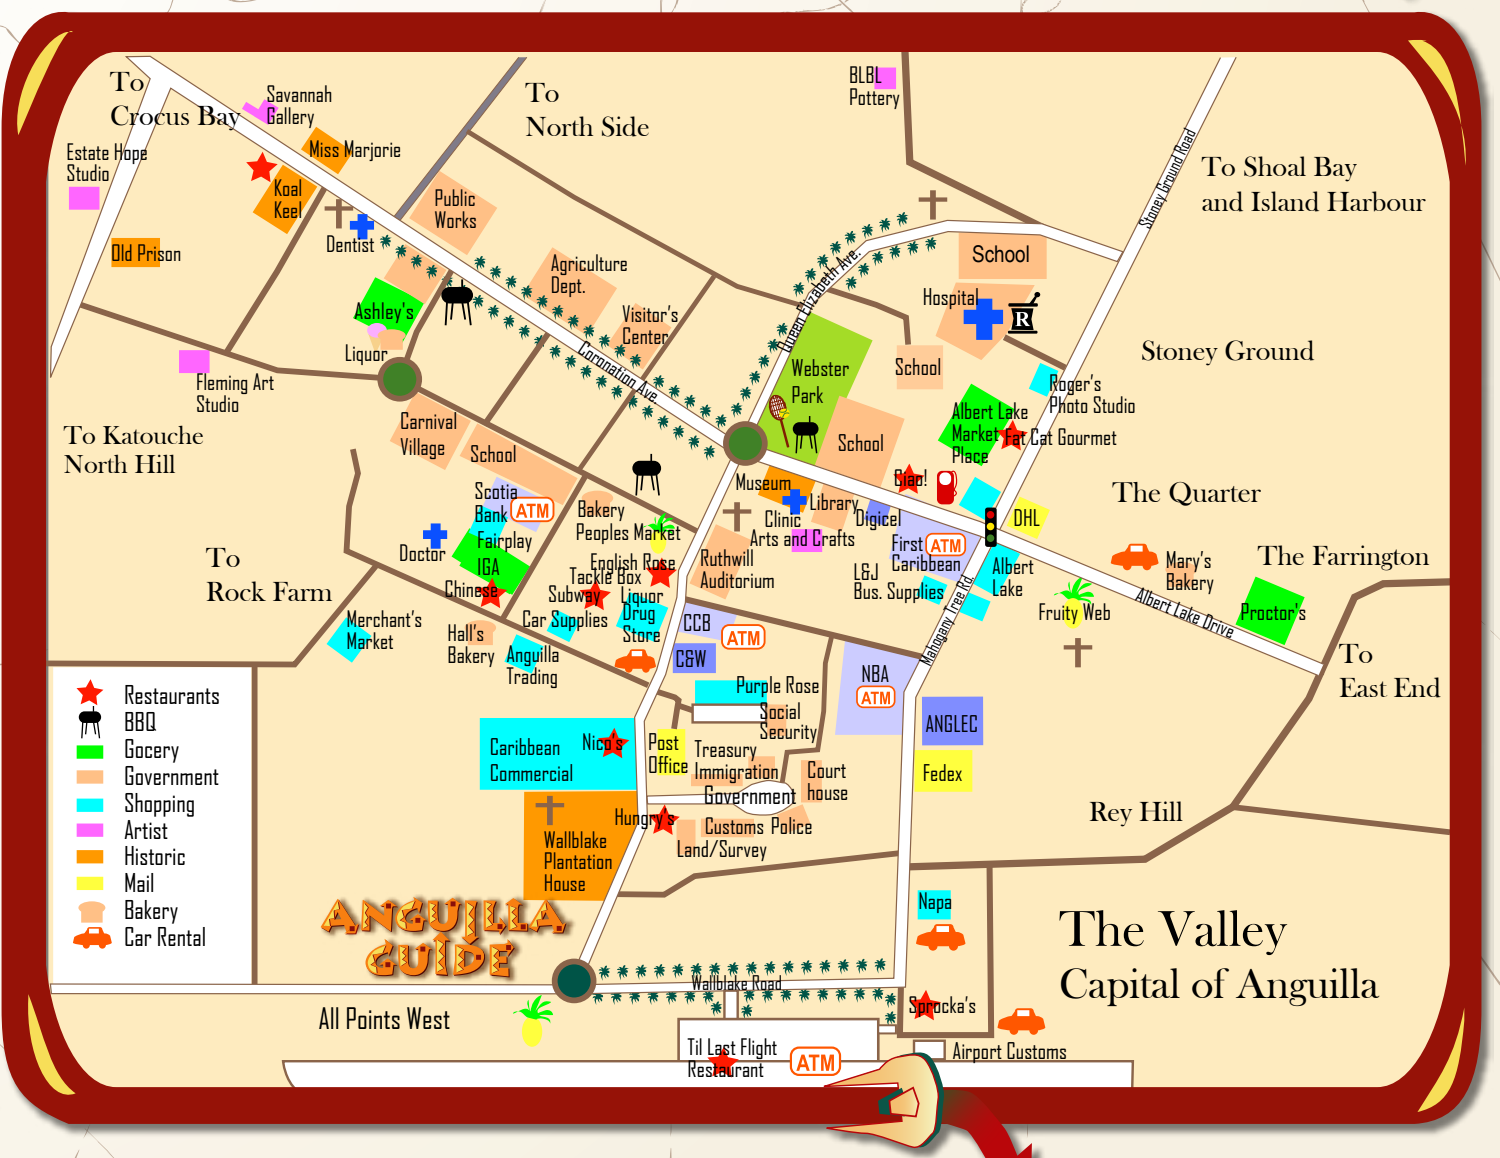 To
Crocus Bay
Savannah
Gallery
To
North Side
BLBL
Pottery
Estate Hope
Studio
Miss Marjorie
Koal
Keel
Old Prison
Dentist
Public
Works
Stoney Ground Road
To Shoal Bay
and Island Harbour
Agriculture
Dept.
Visitor's
Center
Queen Elizabeth Ave.
School
Hospital
R
Ashley's
Liquor
Coronation Ave.
Fleming Art
Studio
Webster
Park
School
Stoney Ground
Roger's
Photo Studio
To Katouche
North Hill
Carnival
Village
School
School
Albert Lake
Market
Place
Fat Cat Gourmet
Museum
Clinic
Library
Ciao!
Digicel
Arts and Crafts
The Quarter
DHL
Scotia
Bank
ATM
Fairplay
IGA
Doctor
Chinese
Bakery
Peoples Market
English Rose
Tackle Box
Subway
Liquor
Drug
Store
Car Supplies
Ruthwill
Auditorium
First
Caribbean
ATM
L&J
Bus. Supplies
Albert
Lake
Mary's
Bakery
The Farrington
Albert Lake Drive
Fruity Web
Proctor's
To
Rock Farm
Merchant's
Market
Hall's
Bakery
Anguilla
Trading
CCB
ATM
C&W
Mahogany Tree Rd.
NBA
ATM
To
East End
Purple Rose
Social
Security
ANGLEC
Fedex
Caribbean
Commercial
Nico's
Post
Office
Treasury
Immigration
Court
house
Government
Hungry's
Customs
Police
Land/Survey
Wallblake
Plantation
House
Rey Hill
Restaurants
BBQ
Gocery
Government
Shopping
Artist
Historic
Mail
Bakery
Car Rental
ANGUILLA
GUIDE
Napa
The Valley
Capital of Anguilla
Wallblake Road
All Points West
Sprocka's
Til Last Flight
Restaurant
ATM
Airport Customs